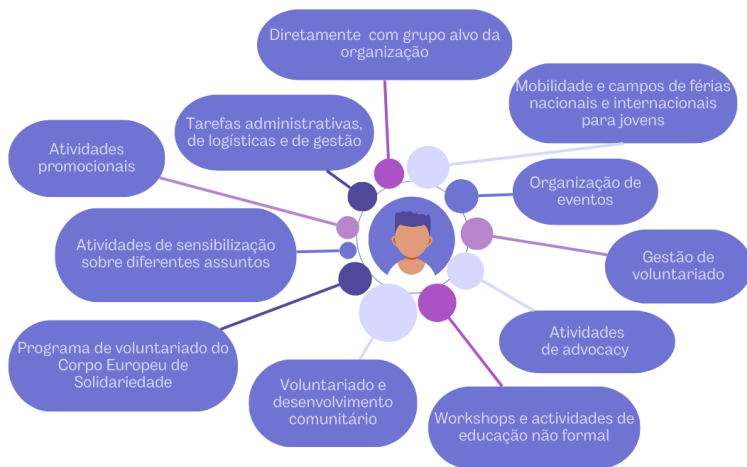 Diretamente com grupo alvo da
organização
Mobilidade e campos de férias
nacionais e internacionais
para jovens
Tarefas administrativas,
de logísticas e de gestão
Atividades
promocionais
Organização de
eventos
Atividades de sensibilização
sobre diferentes assuntos
Gestão de
voluntariado
Programa de voluntariado do
Corpo Europeu de
Solidariedade
Atividades
de advocacy
Voluntariado e
desenvolvimento
comunitário
Workshops e actividades de
educação não formal